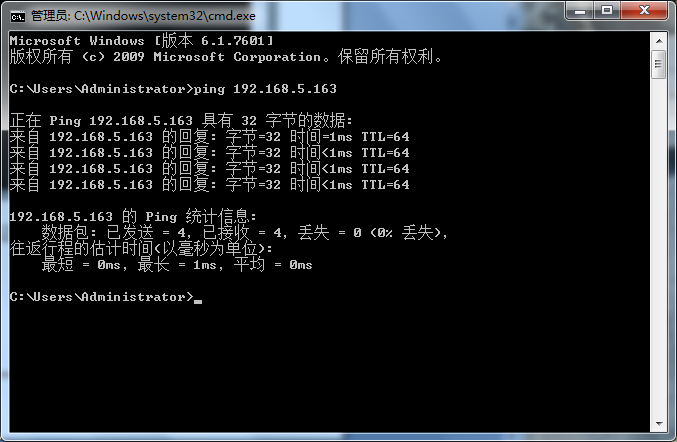 管理员: C:\Windows\system32\cmd.exe
Microsoft Windows [版本 6.1.7601]
版权所有 (c) 2009 Microsoft Corporation。保留所有权利。
C:\Users\Administrator>ping 192.168.5.163
正在 Ping 192.168.5.163 具有 32 字节的数据:
来自 192.168.5.163 的回复: 字节=32 时间=1ms TTL=64
来自 192.168.5.163 的回复: 字节=32 时间<1ms TTL=64
来自 192.168.5.163 的回复: 字节=32 时间<1ms TTL=64
来自 192.168.5.163 的回复: 字节=32 时间<1ms TTL=64
192.168.5.163 的 Ping 统计信息:
数据包: 已发送 = 4, 已接收 = 4, 丢失 = 0 (0% 丢失),
往返行程的估计时间(以毫秒为单位):
最短 = 0ms, 最长 = 1ms, 平均 = 0ms
C:\Users\Administrator>